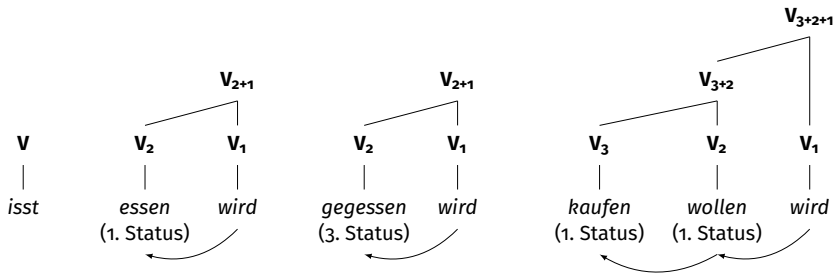 V₃₊₂₊₁
V₂₊₁ V₂₊₁ V₃₊₂
V V₂ V₁ V₂ V₁ V₃ V₂ V₁
isst essen wird gegessen wird kaufen wollen wird
(1. Status) (3. Status) (1. Status) (1. Status)